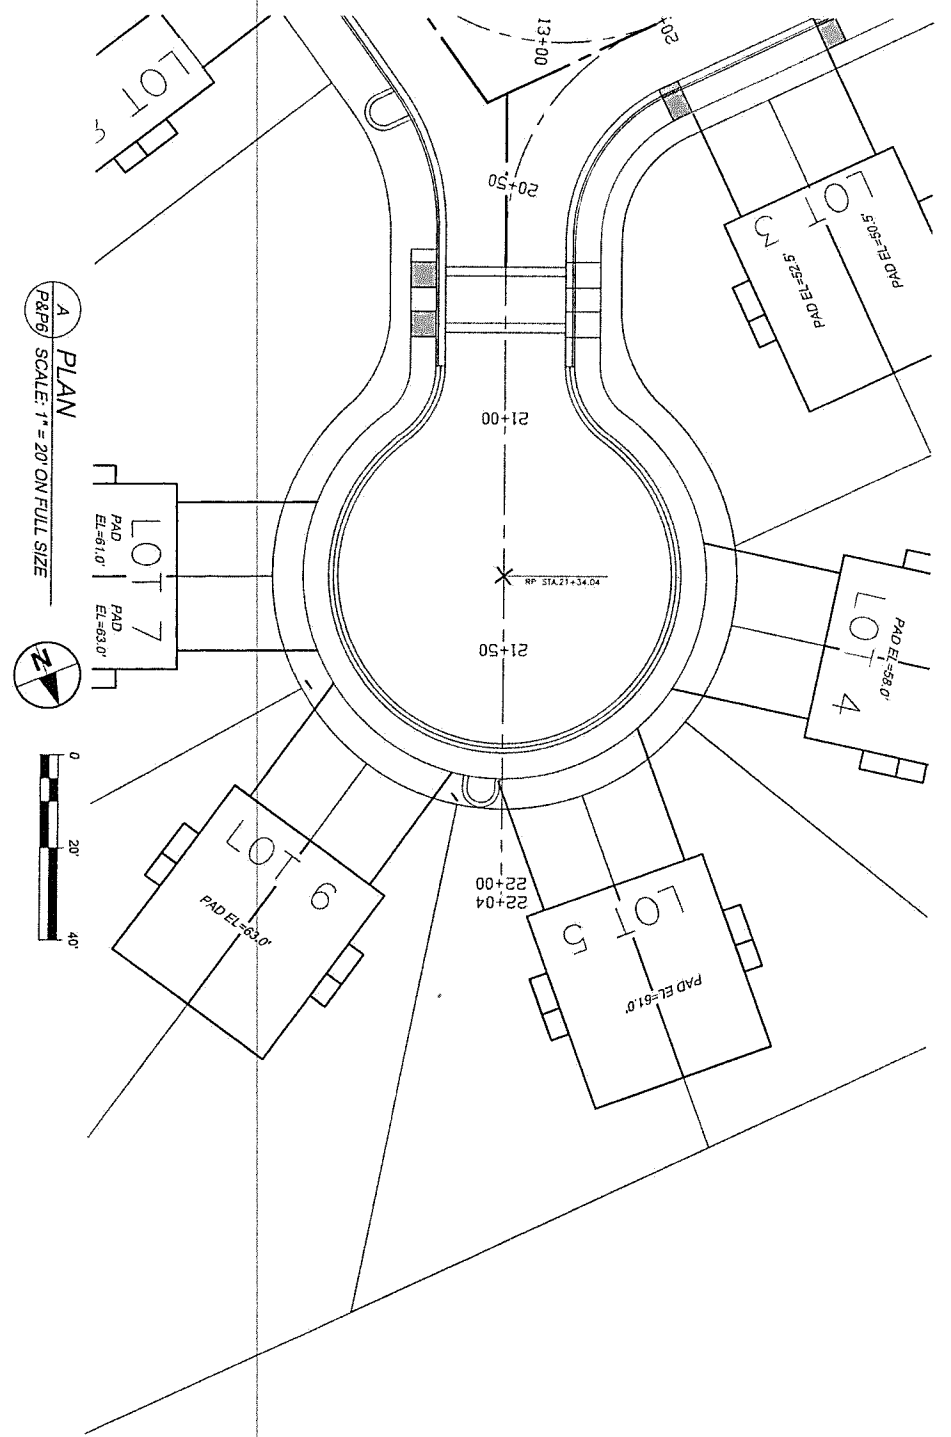 13+00
20+50
LOT 3
PAD EL=52.5'
PAD EL=50.5'
21+00
RP STA.21+34.04
21+50
LOT 7
PAD
EL=61.0'
PAD
EL=63.0'
LOT 4
PAD EL=58.0'
22+00
22+04
LOT 6
PAD EL=63.0'
LOT 5
PAD EL=61.0'
LOT
A
P&P6
PLAN
SCALE: 1" = 20' ON FULL SIZE
N
0
20'
40'